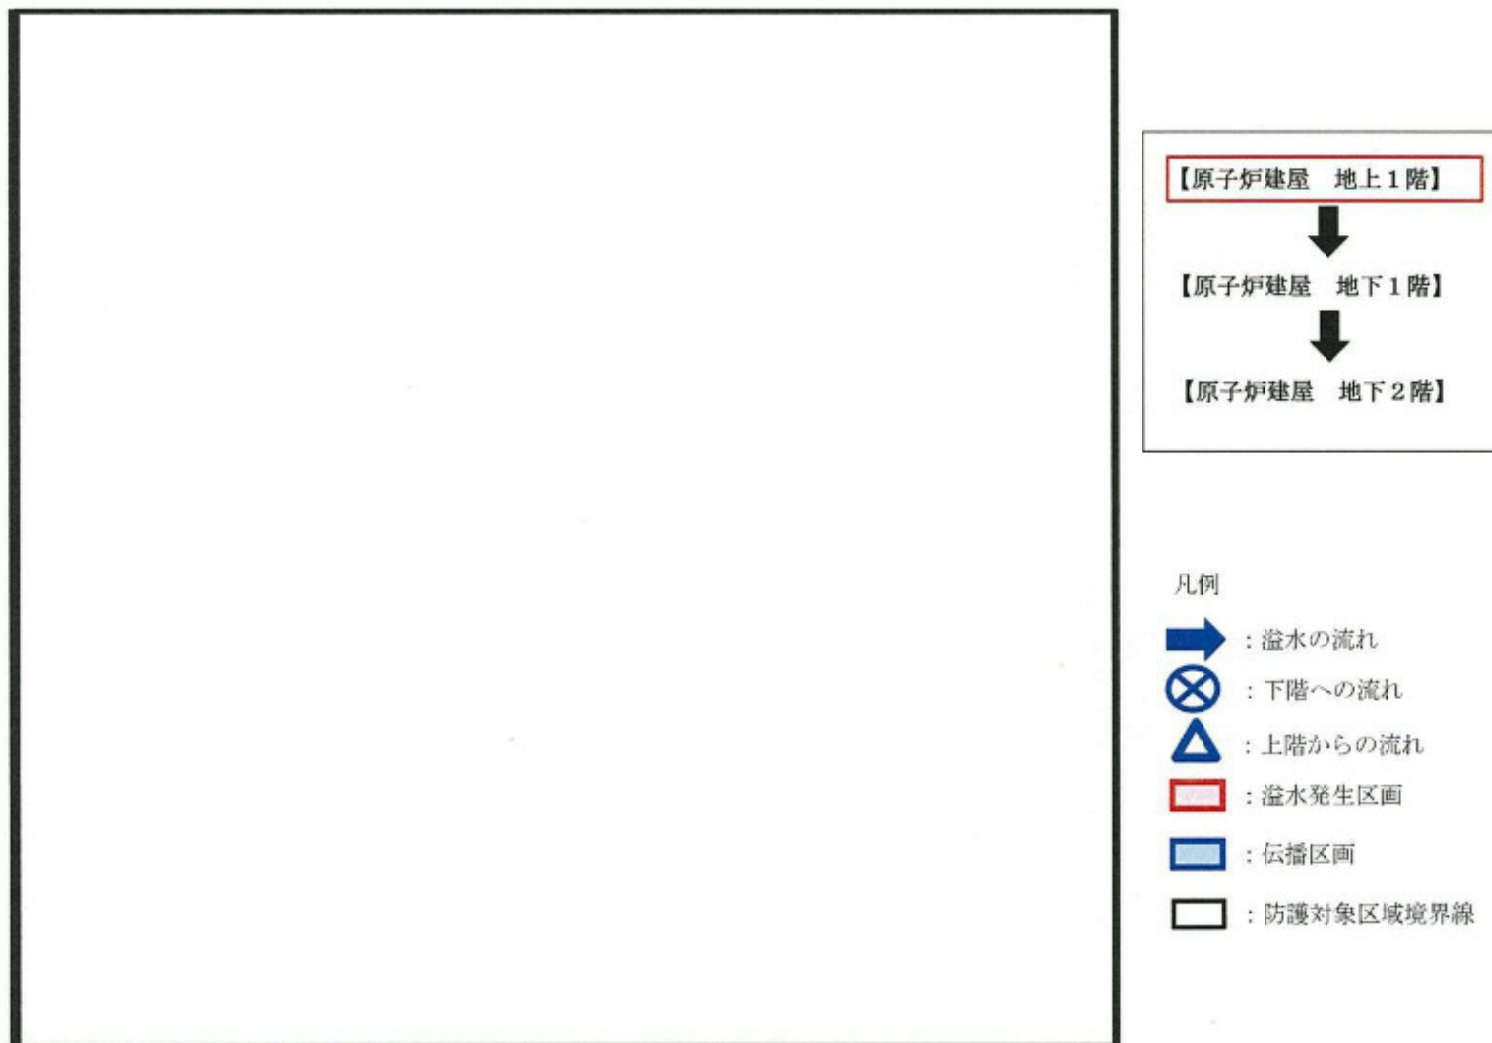 【原子炉建屋　地上１階】
【原子炉建屋　地下１階】
【原子炉建屋　地下２階】
凡例
：溢水の流れ
：下階への流れ
：上階からの流れ
：溢水発生区画
：伝播区画
：防護対象区域境界線